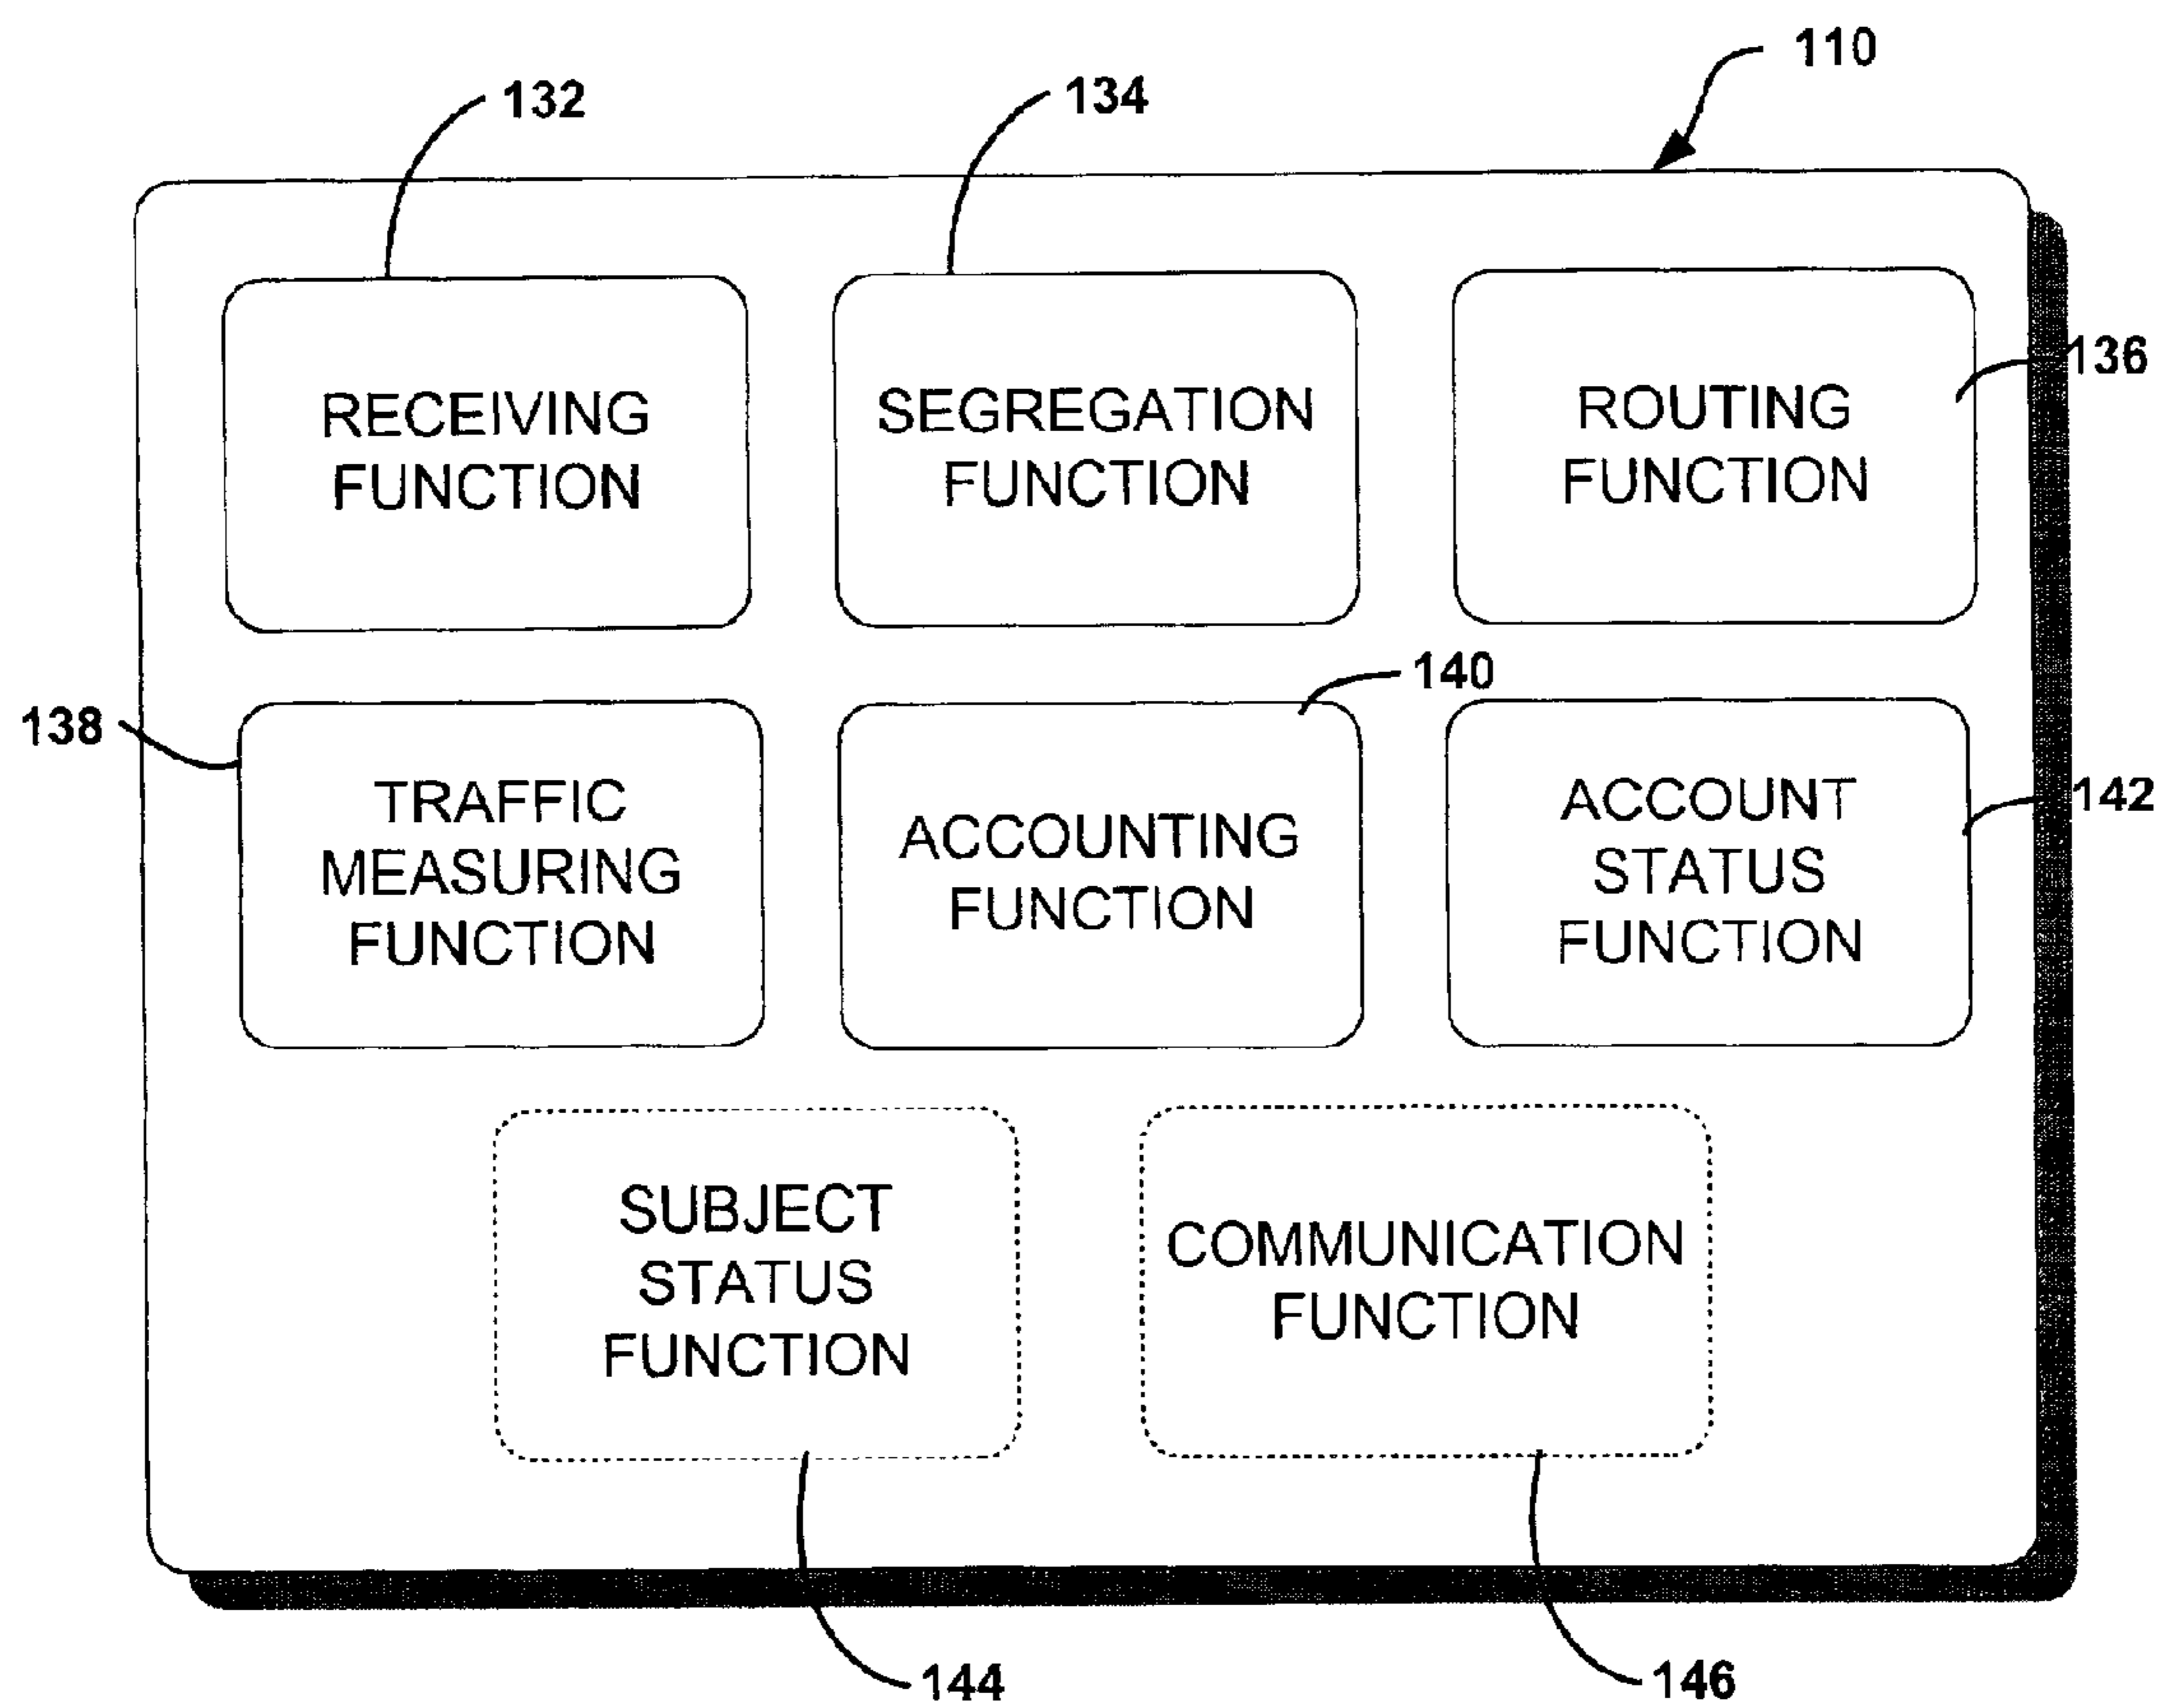 110
132
134
RECEIVING
FUNCTION
SEGREGATION
FUNCTION
ROUTING
FUNCTION
136
138
140
142
TRAFFIC
MEASURING
FUNCTION
ACCOUNTING
FUNCTION
ACCOUNT
STATUS
FUNCTION
SUBJECT
STATUS
FUNCTION
COMMUNICATION
FUNCTION
144
146